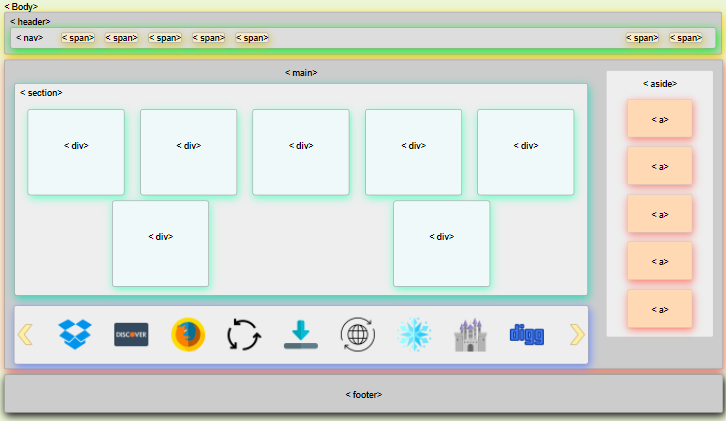 < Body>
< header>
< nav> < span> < span> < span> < span> < span> < span> < span>
< main>
< section>
< aside>
< div> < div> < div> < div> < div>
< div> < div>
< a>
< a>
< a>
< a>
< a>
DISCOVER
digg
< footer>